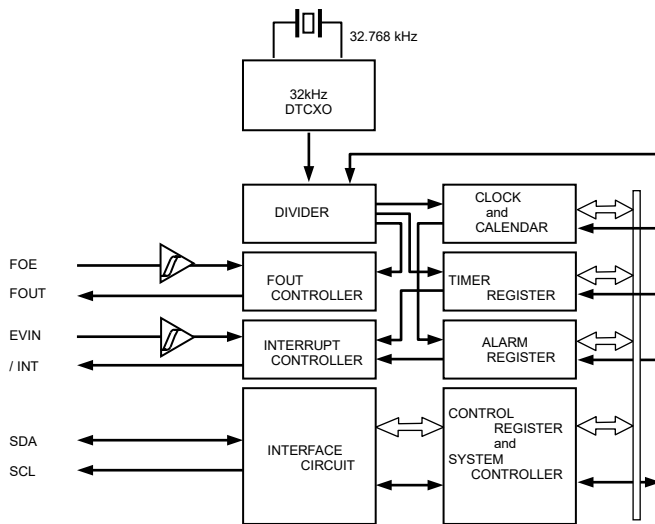 32.768 kHz
32kHz
DTCXO
DIVIDER
CLOCK
and
CALENDAR
FOE
FOUT
FOUT
CONTROLLER
TIMER
REGISTER
EVIN
/ INT
INTERRUPT
CONTROLLER
ALARM
REGISTER
SDA
SCL
INTERFACE
CIRCUIT
CONTROL
REGISTER
and
SYSTEM
CONTROLLER